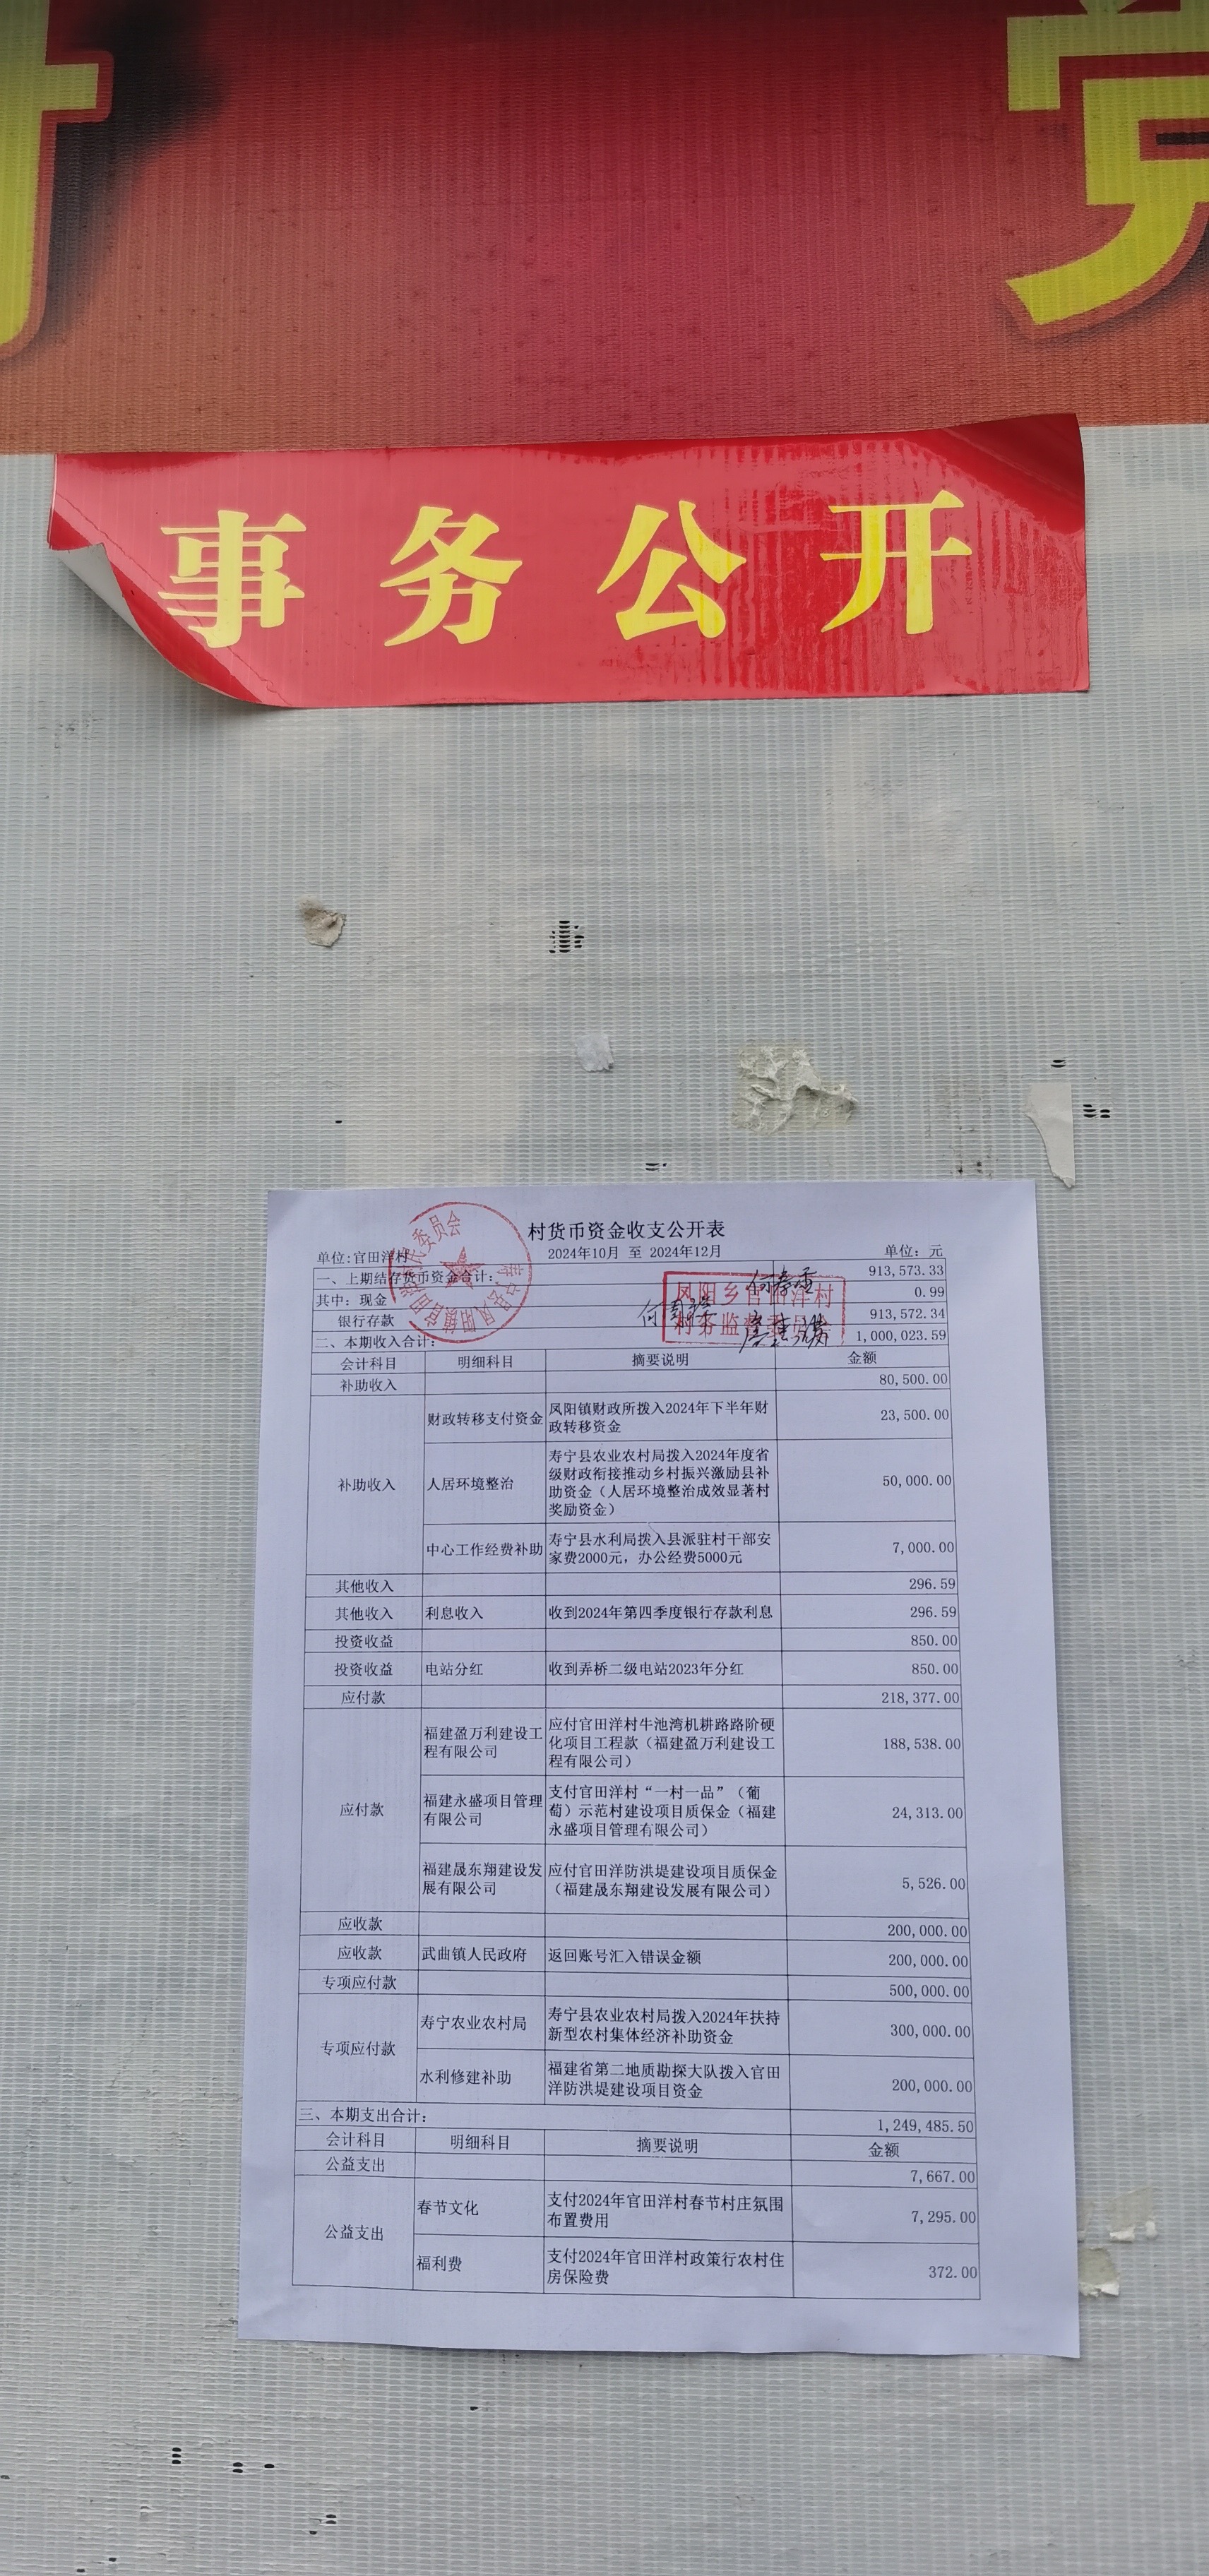 事务公开
村货币资金收支公开表
单位:官田洋村 2024年10月 至 2024年12月 单位：元
一、上期结存货币资金合计： 913,573.33
其中：现金 0.99
银行存款 913,572.34
二、本期收入合计： 1,000,023.59
会计科目 明细科目 摘要说明 金额
补助收入 80,500.00
补助收入
财政转移支付资金
凤阳镇财政所拨入2024年下半年财
政转移资金
23,500.00
人居环境整治
寿宁县农业农村局拨入2024年度省
级财政衔接推动乡村振兴激励县补
助资金（人居环境整治成效显著村
奖励资金）
50,000.00
中心工作经费补助
寿宁县水利局拨入县派驻村干部安
家费2000元，办公经费5000元
7,000.00
其他收入 296.59
其他收入 利息收入 收到2024年第四季度银行存款利息 296.59
投资收益 850.00
投资收益 电站分红 收到弄桥二级电站2023年分红 850.00
应付款 218,377.00
应付款
福建盈万利建设工
程有限公司
应付官田洋村牛池湾机耕路路阶硬
化项目工程款（福建盈万利建设工
程有限公司）
188,538.00
福建永盛项目管理
有限公司
支付官田洋村“一村一品”（葡
萄）示范村建设项目质保金（福建
永盛项目管理有限公司）
24,313.00
福建晟东翔建设发
展有限公司
应付官田洋防洪堤建设项目质保金
（福建晟东翔建设发展有限公司）
5,526.00
应收款 200,000.00
应收款 武曲镇人民政府 返回账号汇入错误金额 200,000.00
专项应付款 500,000.00
专项应付款
寿宁农业农村局
寿宁县农业农村局拨入2024年扶持
新型农村集体经济补助资金
300,000.00
水利修建补助
福建省第二地质勘探大队拨入官田
洋防洪堤建设项目资金
200,000.00
三、本期支出合计： 1,249,485.50
会计科目 明细科目 摘要说明 金额
公益支出 7,667.00
公益支出
春节文化
支付2024年官田洋村春节村庄氛围
布置费用
7,295.00
福利费
支付2024年官田洋村政策行农村住
房保险费
372.00
凤阳乡官田洋村
村务监